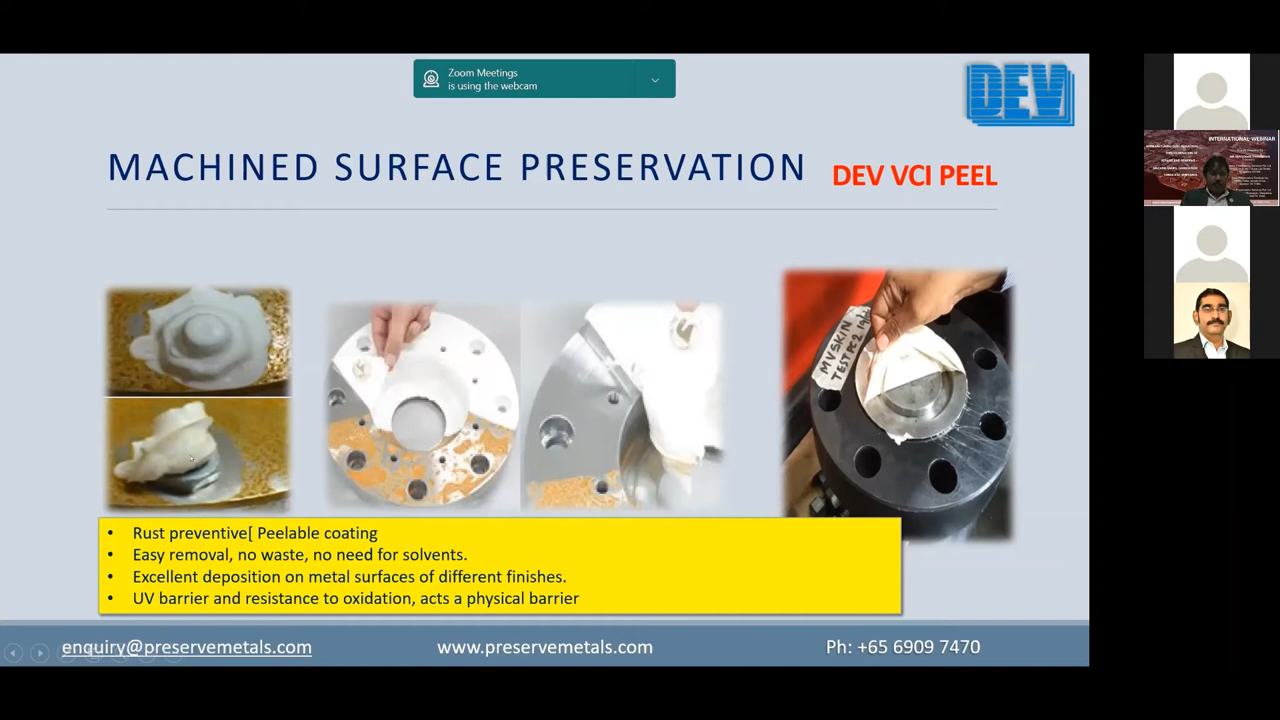 Zoom Meetings
is using the webcam
DEV
MACHINED SURFACE PRESERVATION
DEV VCI PEEL
MVSKIN
TEST PC2
• Rust preventive[ Peelable coating
• Easy removal, no waste, no need for solvents.
• Excellent deposition on metal surfaces of different finishes.
• UV barrier and resistance to oxidation, acts a physical barrier
enquiry@preservemetals.com
www.preservemetals.com
Ph: +65 6909 7470
INTERNATIONAL WEBINAR